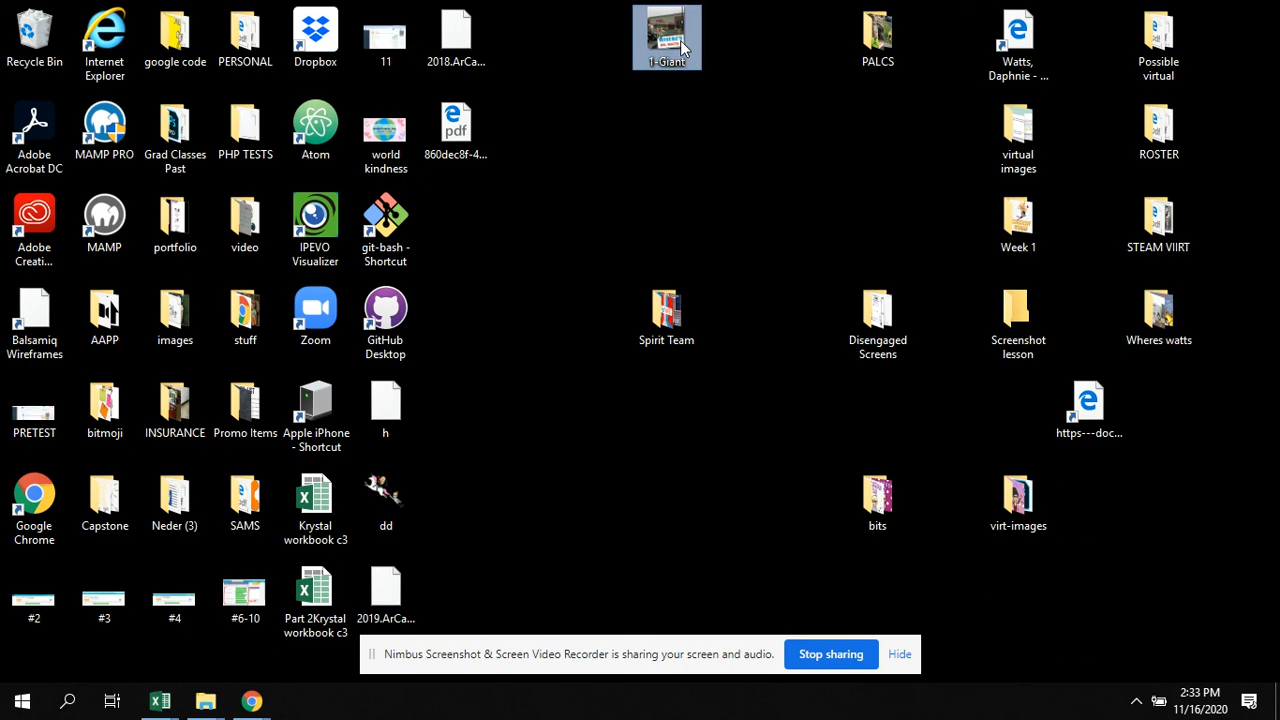 Recycle Bin
Internet
Explorer
google code
PERSONAL
Dropbox
11
2018.ArCa...
1-Giant
PALCS
Watts,
Daphnie - ...
Possible
virtual
Adobe
Acrobat DC
MAMP PRO
Grad Classes
Past
PHP TESTS
Atom
world
kindness
pdf
860dec8f-4...
virtual
images
ROSTER
Adobe
Creati...
MAMP
portfolio
video
IPEVO
Visualizer
git-bash -
Shortcut
Week 1
STEAM VIIRT
Balsamiq
Wireframes
AAPP
images
stuff
Zoom
GitHub
Desktop
Spirit Team
Disengaged
Screens
Screenshot
lesson
Wheres watts
PRETEST
bitmoji
INSURANCE
Promo Items
Apple iPhone
- Shortcut
h
https---doc...
Google
Chrome
Capstone
Neder (3)
SAMS
Krystal
workbook c3
dd
bits
virt-images
#2
#3
#4
#6-10
Part 2Krystal
workbook c3
2019.ArCa...
Nimbus Screenshot & Screen Video Recorder is sharing your screen and audio.
Stop sharing
Hide
2:33 PM
11/16/2020